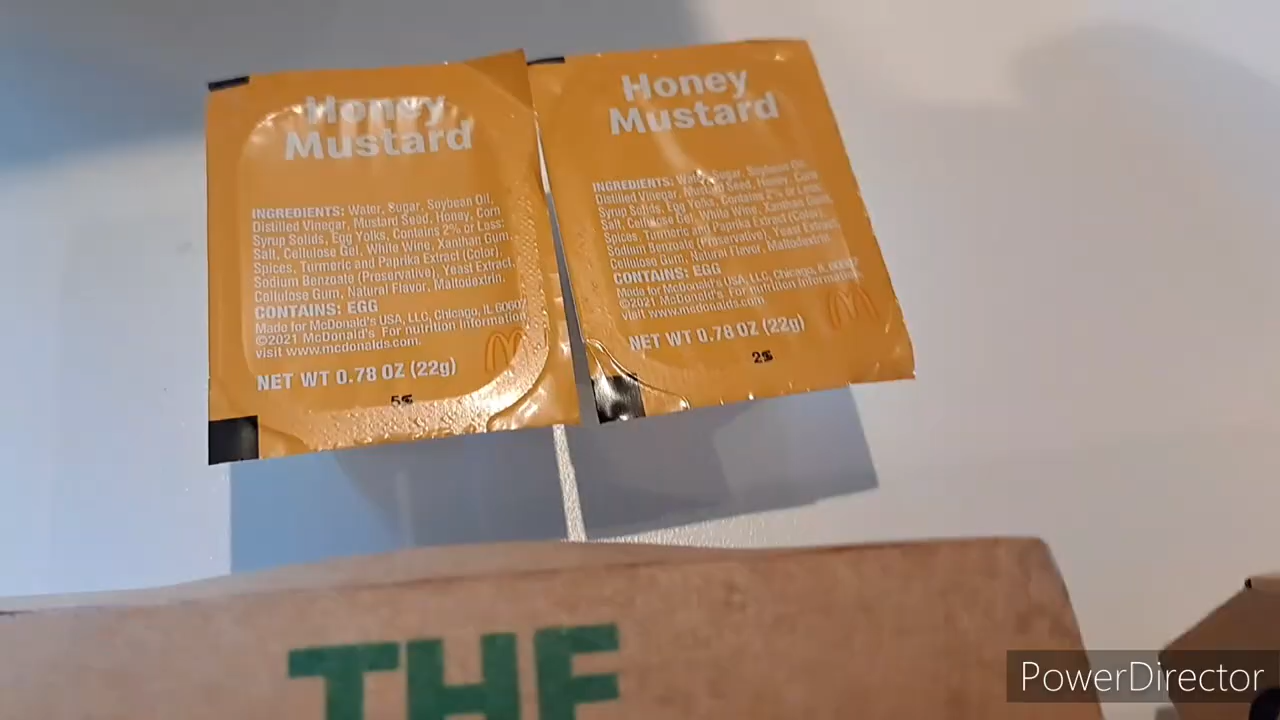 Honey
Mustard
INGREDIENTS: Water, Sugar, Soybean Oil,
Distilled Vinegar, Mustard Seed, Honey, Corn
Syrup Solids, Egg Yolks, Contains 2% or Less:
Salt, Cellulose Gel, White Wine, Xanthan Gum,
Spices, Turmeric and Paprika Extract (Color),
Sodium Benzoate (Preservative), Yeast Extract,
Cellulose Gum, Natural Flavor, Maltodextrin.
CONTAINS: EGG
Made for McDonald's USA, LLC, Chicago, IL 60607
©2021 McDonald's For nutrition information
visit www.mcdonalds.com.
NET WT 0.78 OZ (22g)
Honey
Mustard
INGREDIENTS: Water, Sugar, Soybean Oil,
Distilled Vinegar, Mustard Seed, Honey, Corn
Syrup Solids, Egg Yolks, Contains 2% or Less:
Salt, Cellulose Gel, White Wine, Xanthan Gum,
Spices, Turmeric and Paprika Extract (Color),
Sodium Benzoate (Preservative), Yeast Extract,
Cellulose Gum, Natural Flavor, Maltodextrin.
CONTAINS: EGG
Made for McDonald's USA, LLC, Chicago, IL 60607
©2021 McDonald's For nutrition information
visit www.mcdonalds.com.
NET WT 0.78 OZ (22g)
THE
PowerDirector